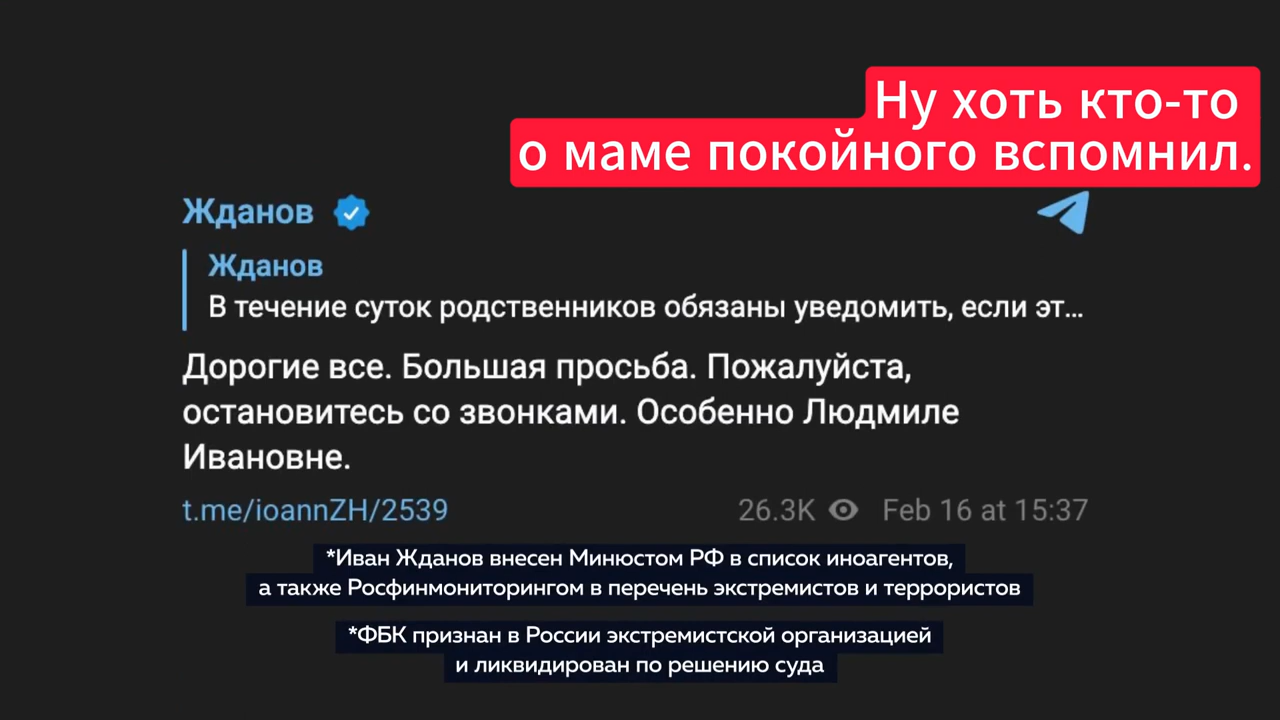 Ну хоть кто-то
о маме покойного вспомнил.
Жданов
Жданов
В течение суток родственников обязаны уведомить, если эт...
Дорогие все. Большая просьба. Пожалуйста,
остановитесь со звонками. Особенно Людмиле
Ивановне.
t.me/ioannZH/2539 26.3K Feb 16 at 15:37
*Иван Жданов внесен Минюстом РФ в список иноагентов,
а также Росфинмониторингом в перечень экстремистов и террористов
*ФБК признан в России экстремистской организацией
и ликвидирован по решению суда